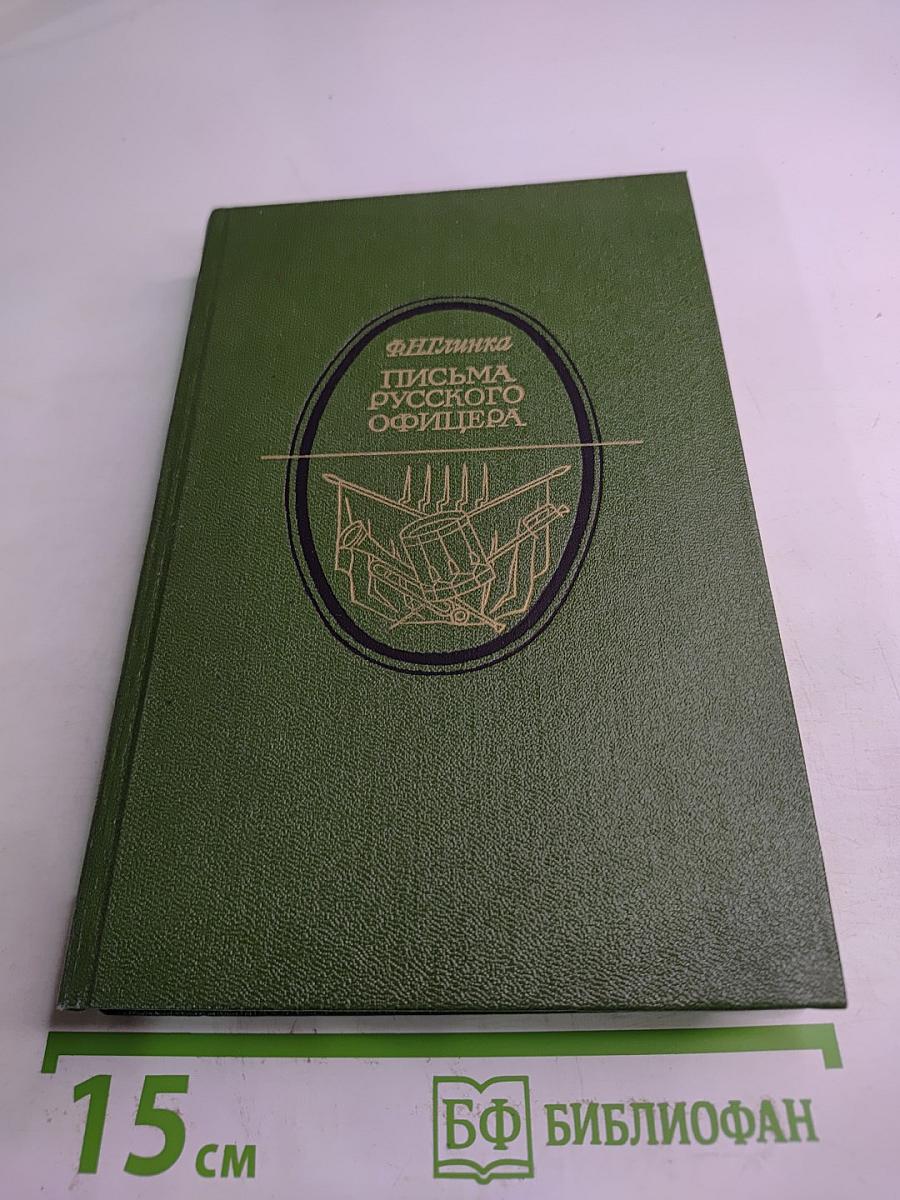 Ф.Н.Глинка
ПИСЬМА
РУССКОГО
ОФИЦЕРА
15 см
БФ БИБЛИОФАН